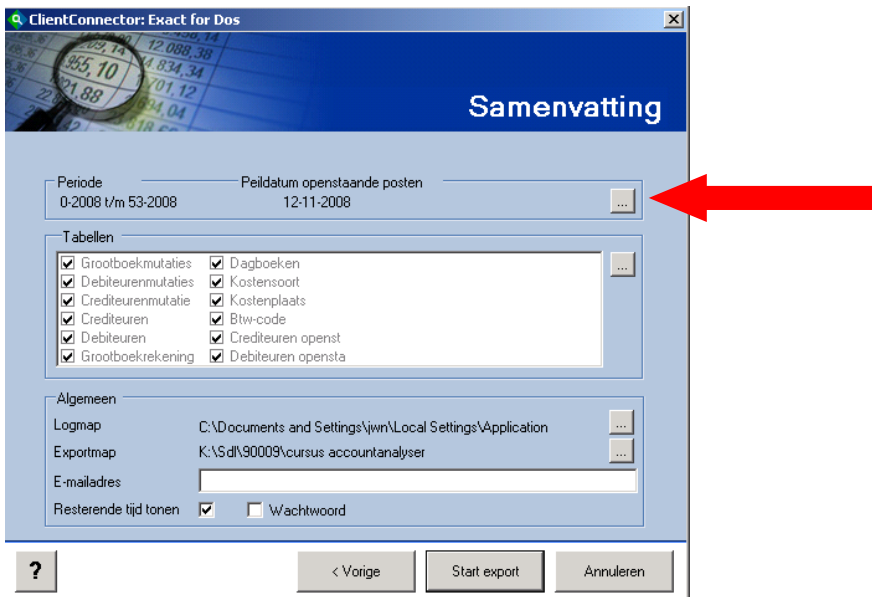 ClientConnector: Exact for Dos
Samenvatting
Periode Peildatum openstaande posten
0-2008 t/m 53-2008 12-11-2008
...
Tabellen
Grootboekmutaties Dagboeken
...
Debiteurenmutaties Kostensoort
Crediteurenmutatie Kostenplaats
Crediteuren Btw-code
Debiteuren Crediteuren openst
Grootboekrekening Debiteuren opensta
Algemeen
Logmap C:\Documents and Settings\jwn\Local Settings\Application ...
Exportmap K:\Sdl\90009\cursus accountanalyser ...
E-mailadres
Resterende tijd tonen Wachtwoord
? < Vorige Start export Annuleren